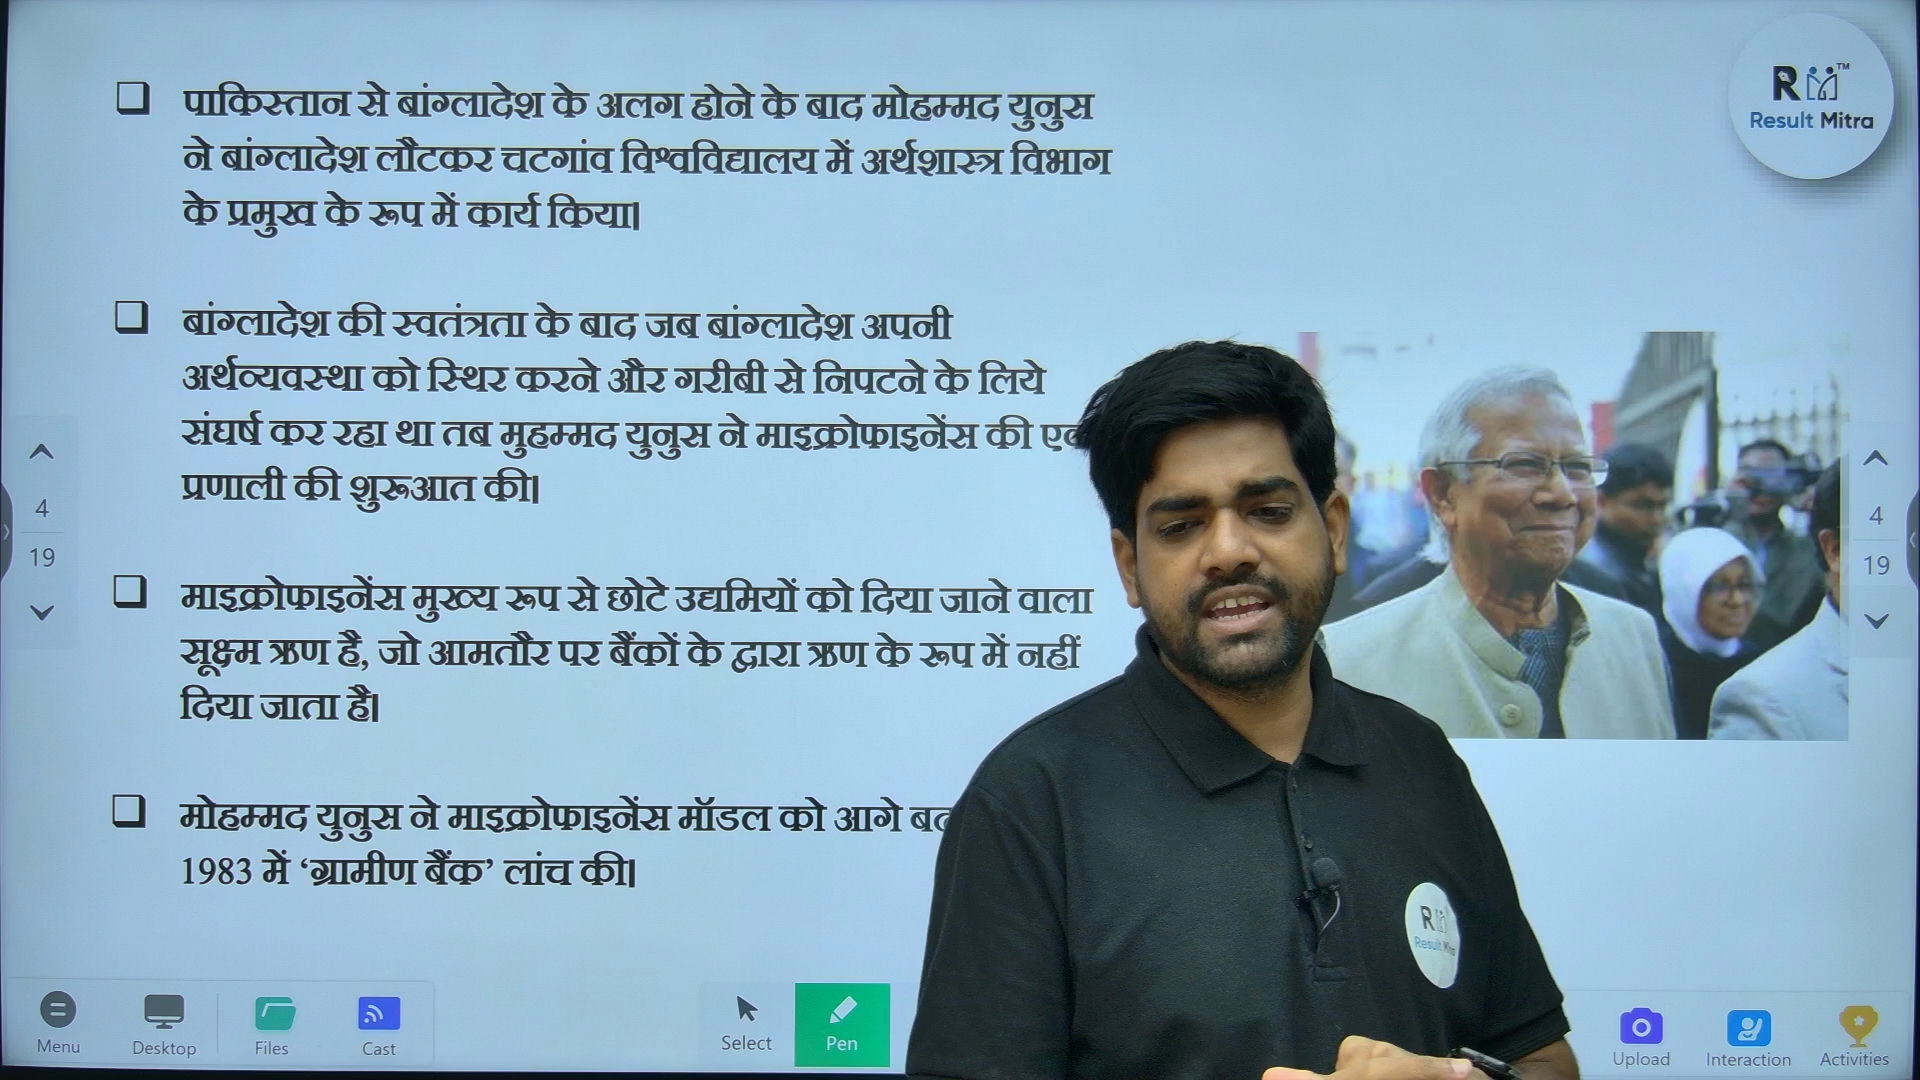 R
TM
Result Mitra
पाकिस्तान से बांग्लादेश के अलग होने के बाद मोहम्मद युनुस
ने बांग्लादेश लौटकर चटगांव विश्वविद्यालय में अर्थशास्त्र विभाग
के प्रमुख के रूप में कार्य किया।
बांग्लादेश की स्वतंत्रता के बाद जब बांग्लादेश अपनी
अर्थव्यवस्था को स्थिर करने और गरीबी से निपटने के लिये
संघर्ष कर रहा था तब मुहम्मद युनुस ने माइक्रोफाइनेंस की
प्रणाली की शुरूआत की।
माइक्रोफाइनेंस मुख्य रूप से छोटे उद्यमियों को दिया जाने वाला
सूक्ष्म ऋण है, जो आमतौर पर बैंकों के द्वारा ऋण के रूप में नहीं
दिया जाता है।
मोहम्मद युनुस ने माइक्रोफाइनेंस मॉडल को आगे
1983 में ‘ग्रामीण बैंक’ लांच की।
4
19
4
19
R
Result
Menu
Desktop
Files
Cast
Select
Pen
Upload
Interaction
Activities